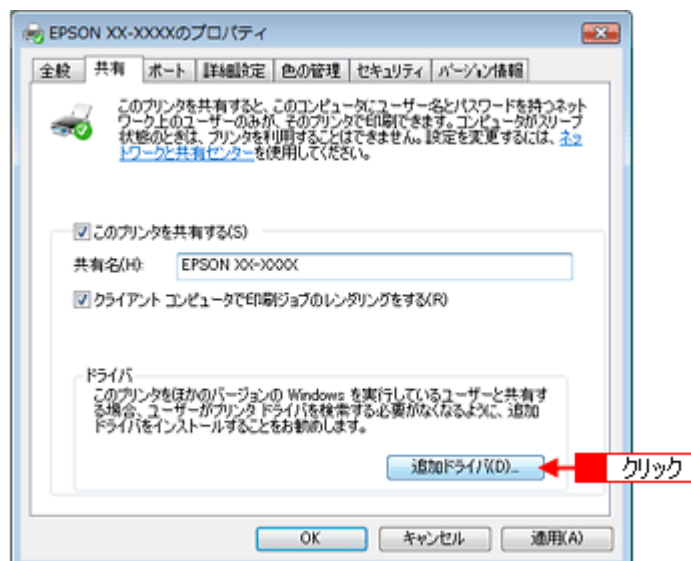 EPSON XX-XXXXのプロパティ
全般 共有 ポート 詳細設定 色の管理 セキュリティ バージョン情報
このプリンタを共有すると、このコンピュータにユーザー名とパスワードを持つネット
ワーク上のユーザーのみが、そのプリンタで印刷できます。コンピュータがスリープ
状態のときは、プリンタを利用することはできません。設定を変更するには、ネッ
トワークと共有センターを使用してください。
このプリンタを共有する(S)
共有名(H): EPSON XX-XXXX
クライアント コンピュータで印刷ジョブのレンダリングをする(R)
ドライバ
このプリンタをほかのバージョンの Windows を実行しているユーザーと共有す
る場合、ユーザーがプリンタ ドライバを検索する必要がなくなるように、追加
ドライバをインストールすることをお勧めします。
追加ドライバ(D)... クリック
OK キャンセル 適用(A)